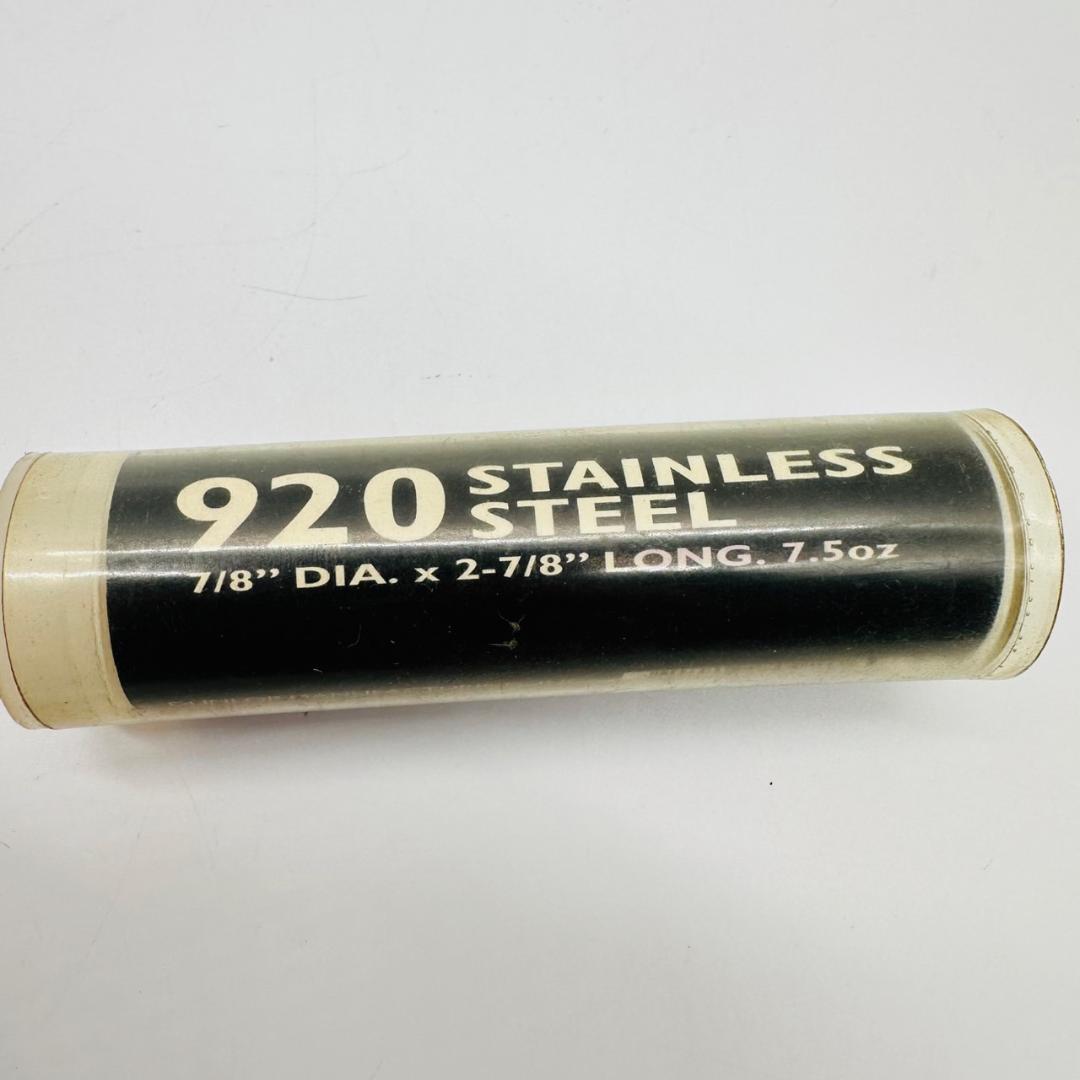 920 STAINLESS
STEEL
7/8” DIA. x 2-7/8” LONG. 7.5oz